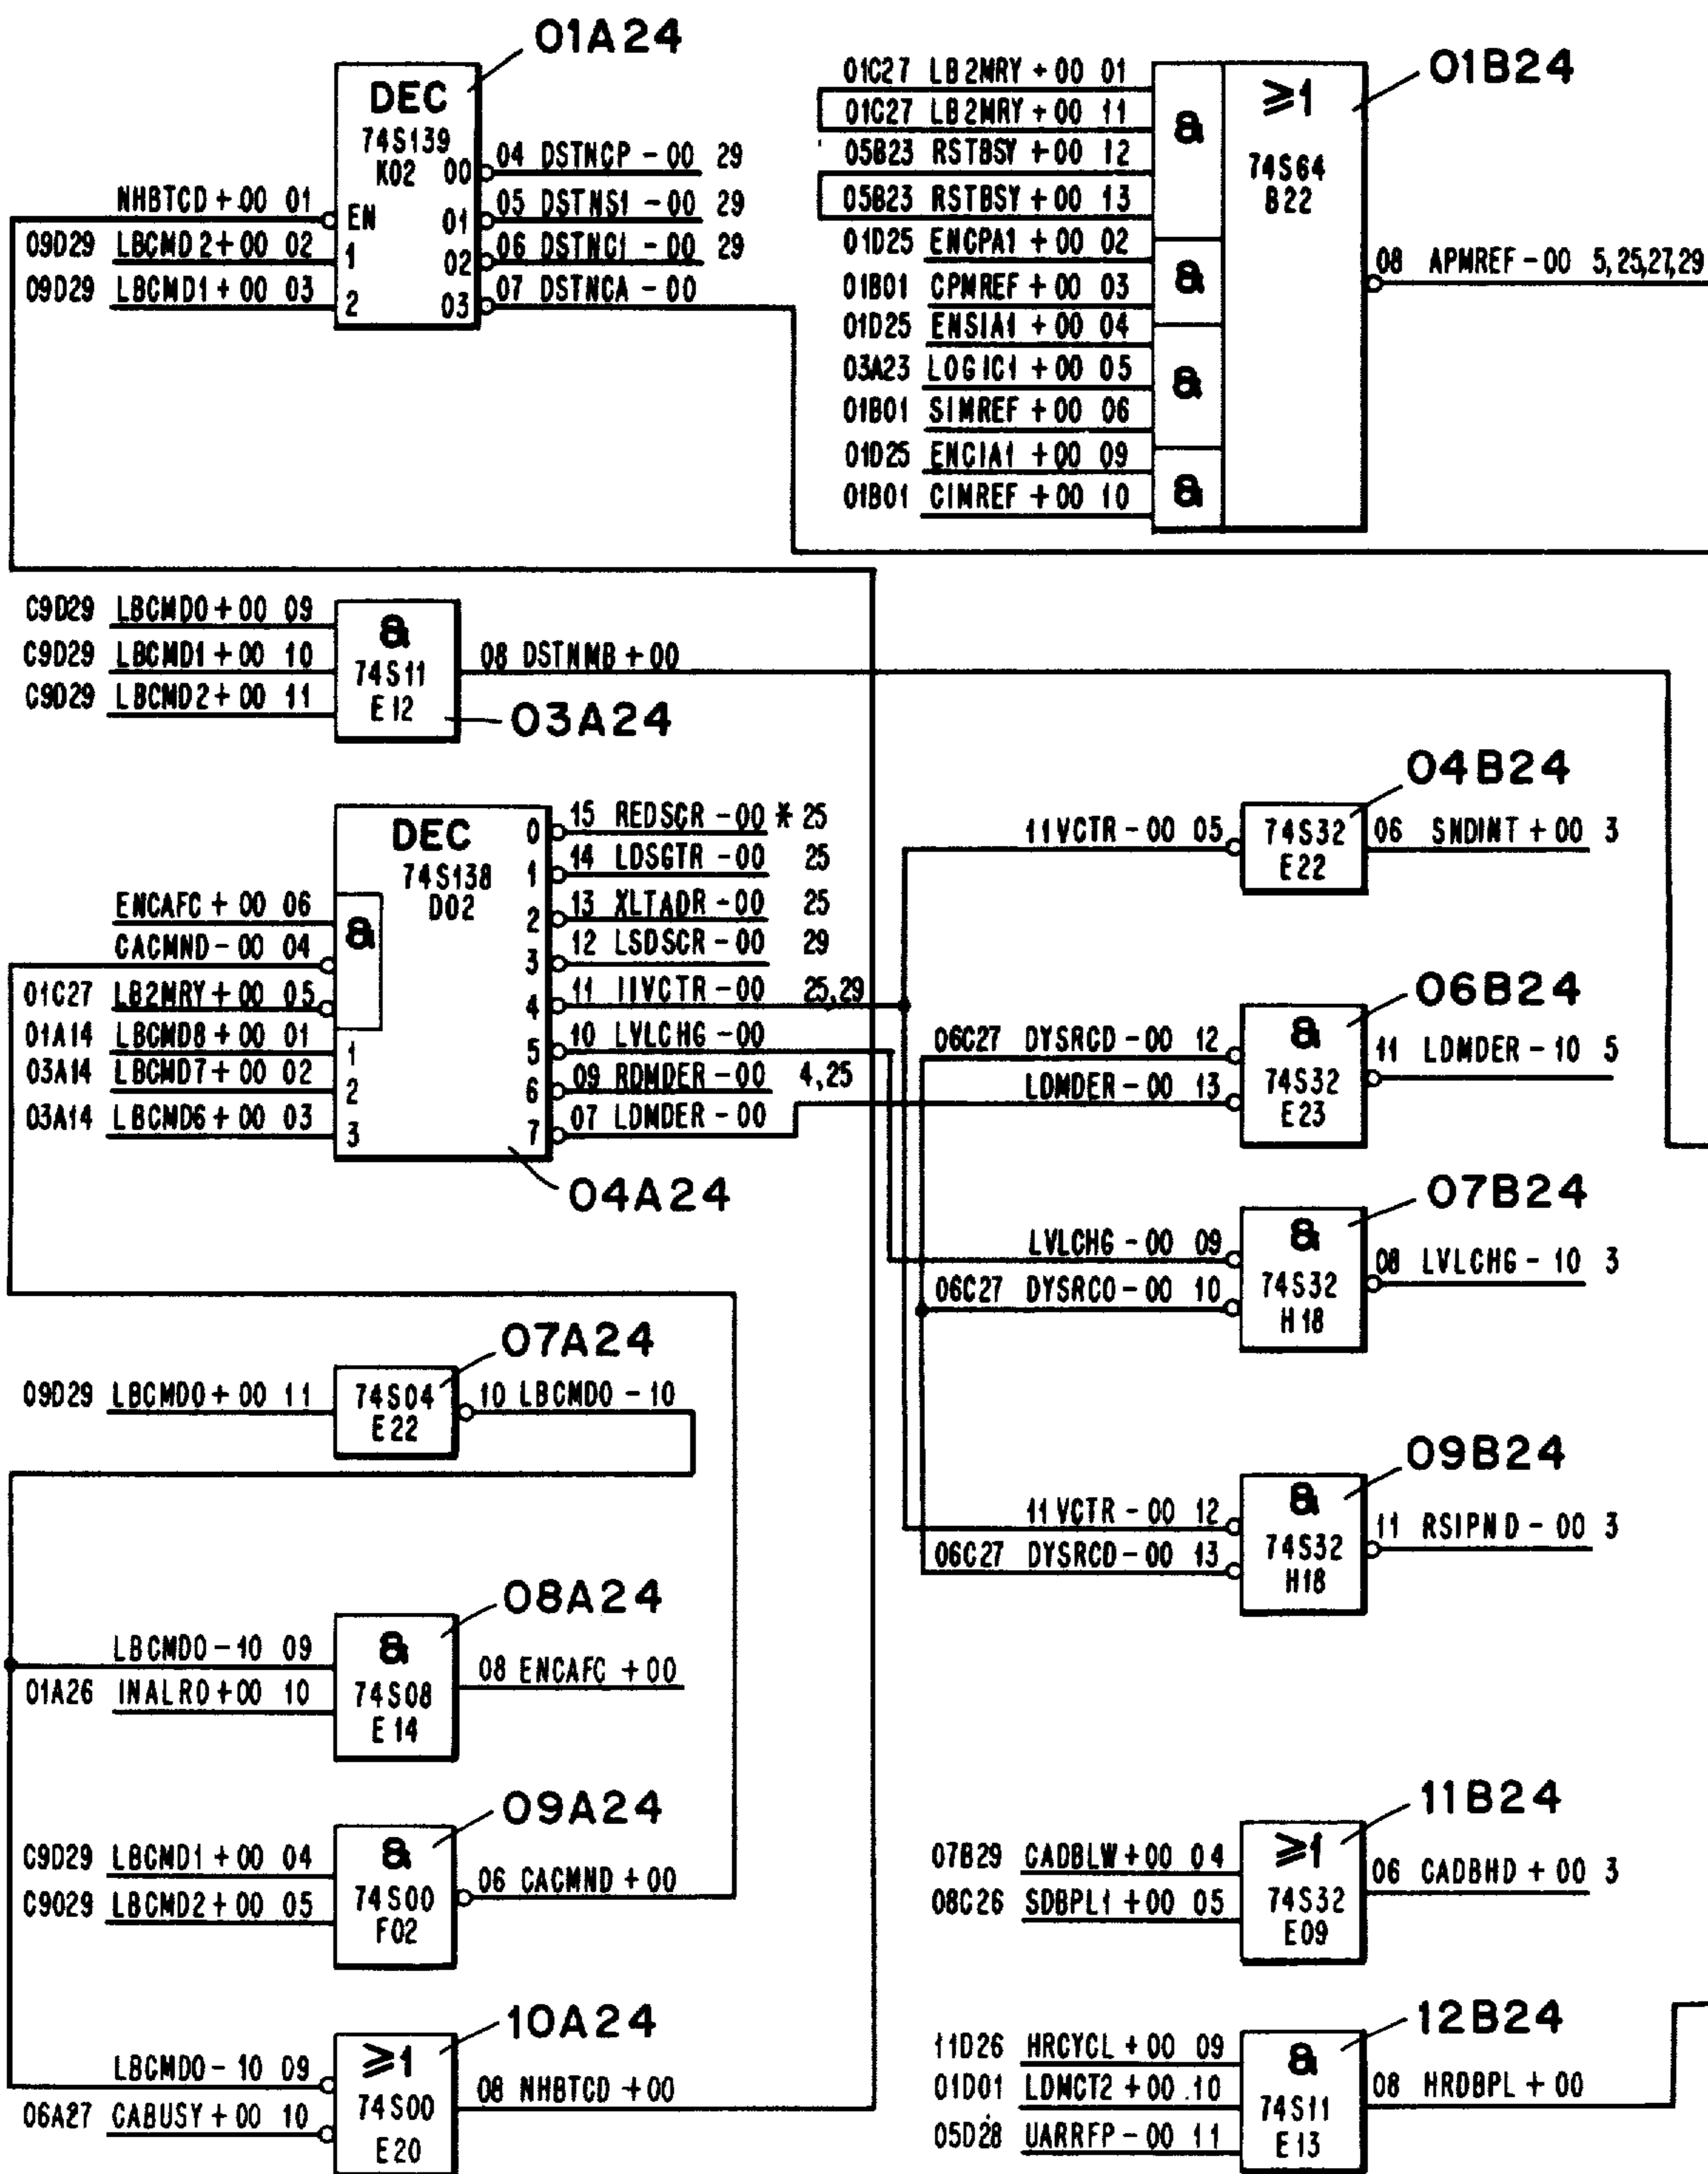 01A24
DEC
74S139
K02
NHBTCD +00 01
EN
09D29 LBCMD2+00 02
1
09D29 LBCMD1+00 03
2
00 04 DSTNCP -00 29
01 05 DSTNS1 -00 29
02 06 DSTNCI -00 29
03 07 DSTNCA -00
01B24
01C27 LB2MRY +00 01
01C27 LB2MRY +00 11
05B23 RSTBSY +00 12
05B23 RSTBSY +00 13
01D25 ENCPA1 +00 02
01B01 CPMREF +00 03
01D25 ENSIA1 +00 04
03A23 LOGIC1 +00 05
01B01 SIMREF +00 06
01D25 ENCIA1 +00 09
01B01 CIMREF +00 10
&
&
&
&
≥1
74S64
B22
08 APMREF -00 5,25,27,29
C9D29 LBCMD0+00 09
C9D29 LBCMD1+00 10
C9D29 LBCMD2+00 11
&
74S11
E12
08 DSTNMB +00
03A24
DEC
74S138
D02
ENCAFC +00 06
&
CACMND -00 04
01C27 LB2MRY+00 05
01A14 LBCMD8+00 01
1
03A14 LBCMD7+00 02
2
03A14 LBCMD6+00 03
3
0 15 REDSCR -00 * 25
1 14 LDSGTR -00 25
2 13 XLTADR -00 25
3 12 LSDSCR -00 29
4 11 IIVCTR -00 25,29
5 10 LVLCHG -00
6 09 RDMDER -00 4,25
7 07 LDMDER -00
04A24
04B24
11VCTR -00 05
74S32
E22
06 SNDINT +00 3
06B24
06C27 DYSRCD -00 12
LDMDER -00 13
&
74S32
E23
11 LDMDER -10 5
07B24
LVLCHG -00 09
06C27 DYSRCO -00 10
&
74S32
H18
08 LVLCHG -10 3
07A24
09D29 LBCMD0+00 11
74S04
E22
10 LBCMD0 -10
09B24
11VCTR -00 12
06C27 DYSRCD -00 13
&
74S32
H18
11 RSIPND -00 3
08A24
LBCMD0 -10 09
01A26 INALRO+00 10
&
74S08
E14
08 ENCAFC +00
09A24
C9D29 LBCMD1+00 04
C9029 LBCMD2+00 05
&
74S00
F02
06 CACMND +00
11B24
07B29 CADBLW+00 04
08C26 SDBPL1+00 05
≥1
74S32
E09
06 CADBHD +00 3
10A24
LBCMD0 -10 09
06A27 CABUSY+00 10
≥1
74S00
E20
08 NHBTCD +00
12B24
11D26 HRCYCL +00 09
01D01 LDMCT2 +00 10
05D28 UARRFP -00 11
&
74S11
E13
08 HRDBPL +00